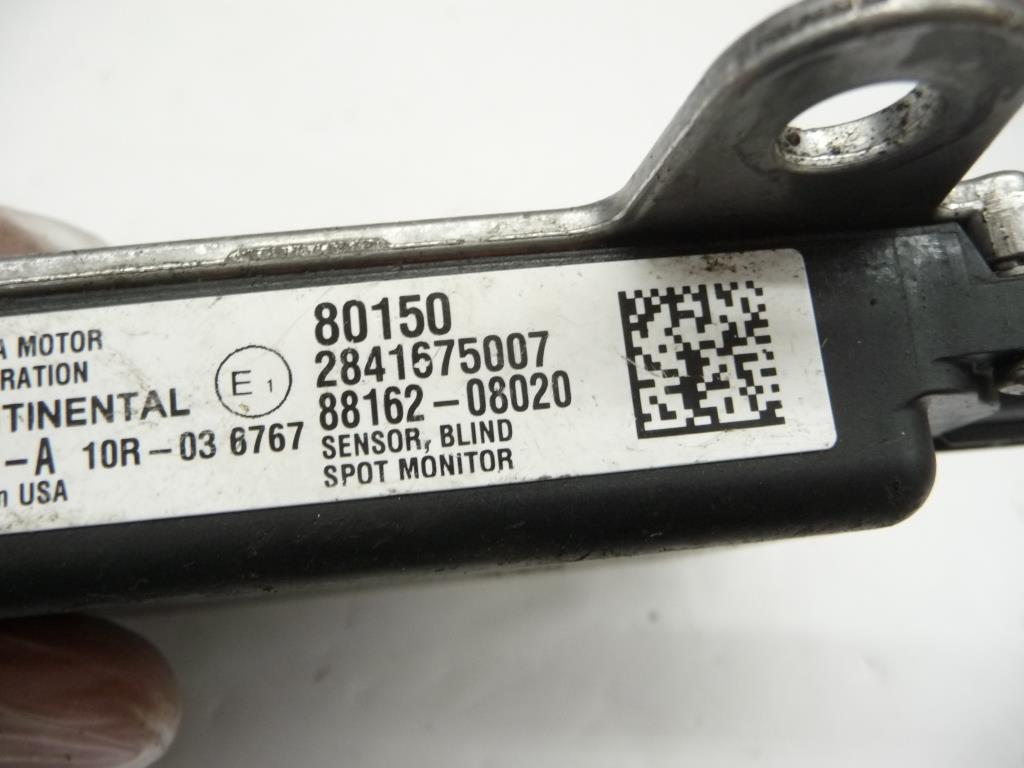 A MOTOR
RATION
TINENTAL
-A 10R-03 6767
n USA
E1
80150
2841675007
88162-08020
SENSOR, BLIND
SPOT MONiTOR